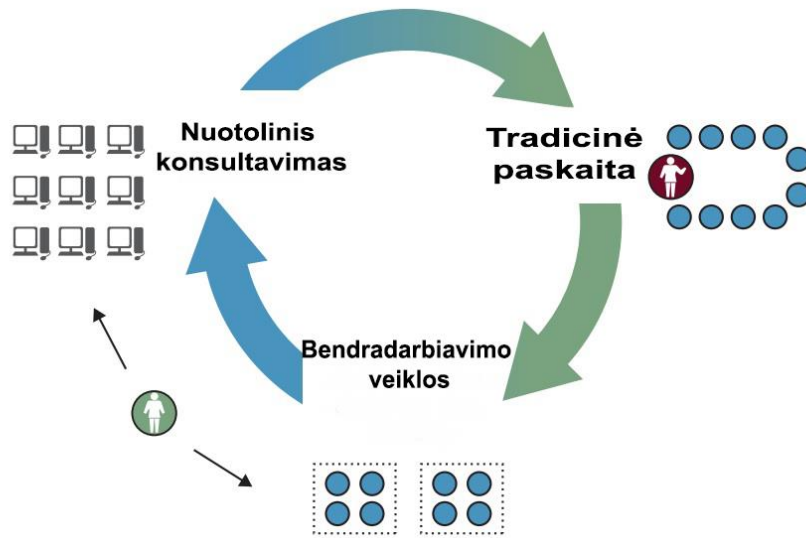 Nuotolinis
konsultavimas
Tradicinė
paskaita
Bendradarbiavimo
veiklos